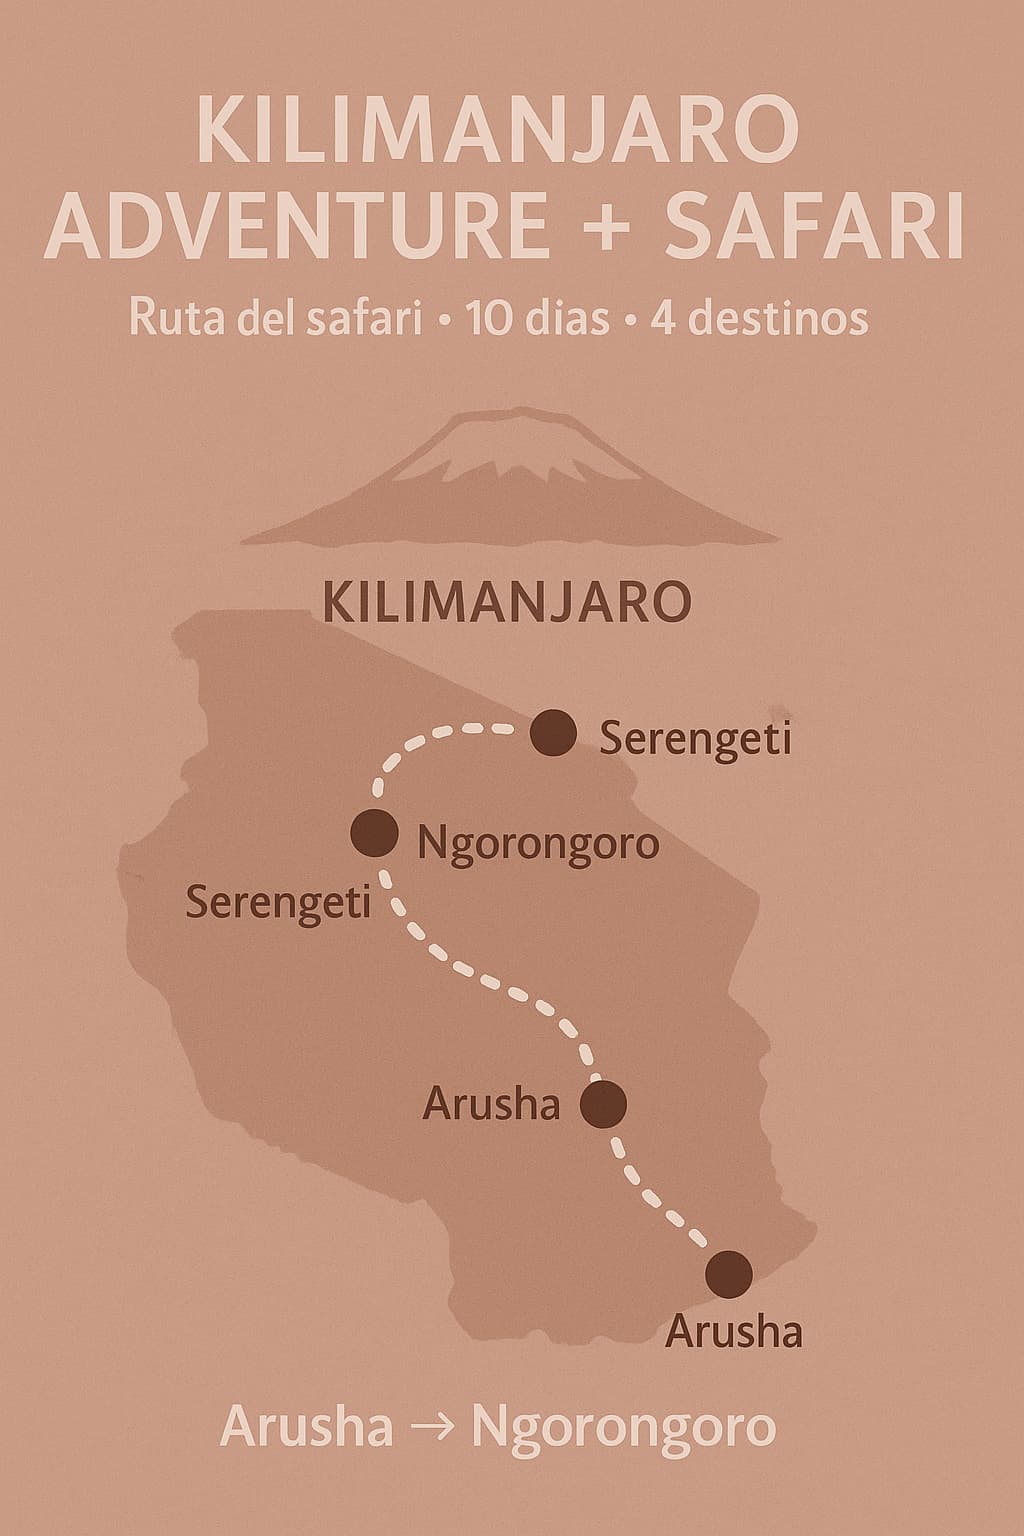 KILIMANJARO
ADVENTURE + SAFARI
Ruta del safari • 10 dias • 4 destinos
KILIMANJARO
Serengeti
Ngorongoro
Serengeti
Arusha
Arusha
Arusha → Ngorongoro